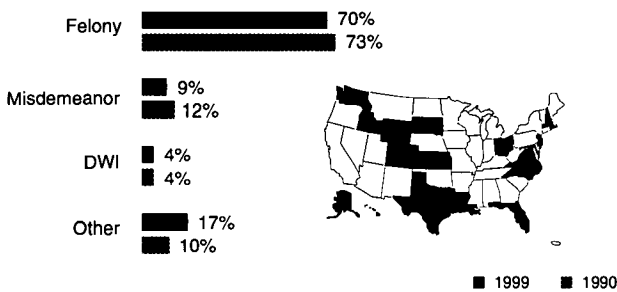 Felony 70%
73%
Misdemeanor 9%
12%
DWI 4%
4%
Other 17%
10%
1999 1990